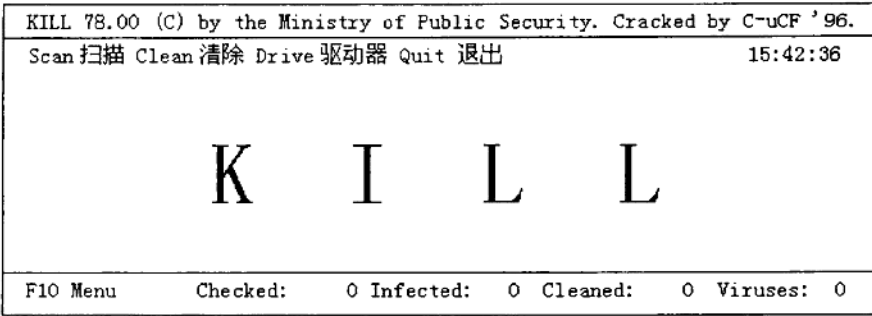 KILL 78.00 (C) by the Ministry of Public Security. Cracked by C-uCF '96.
Scan 扫描 Clean 清除 Drive 驱动器 Quit 退出 15:42:36
K I L L
F10 Menu Checked: 0 Infected: 0 Cleaned: 0 Viruses: 0